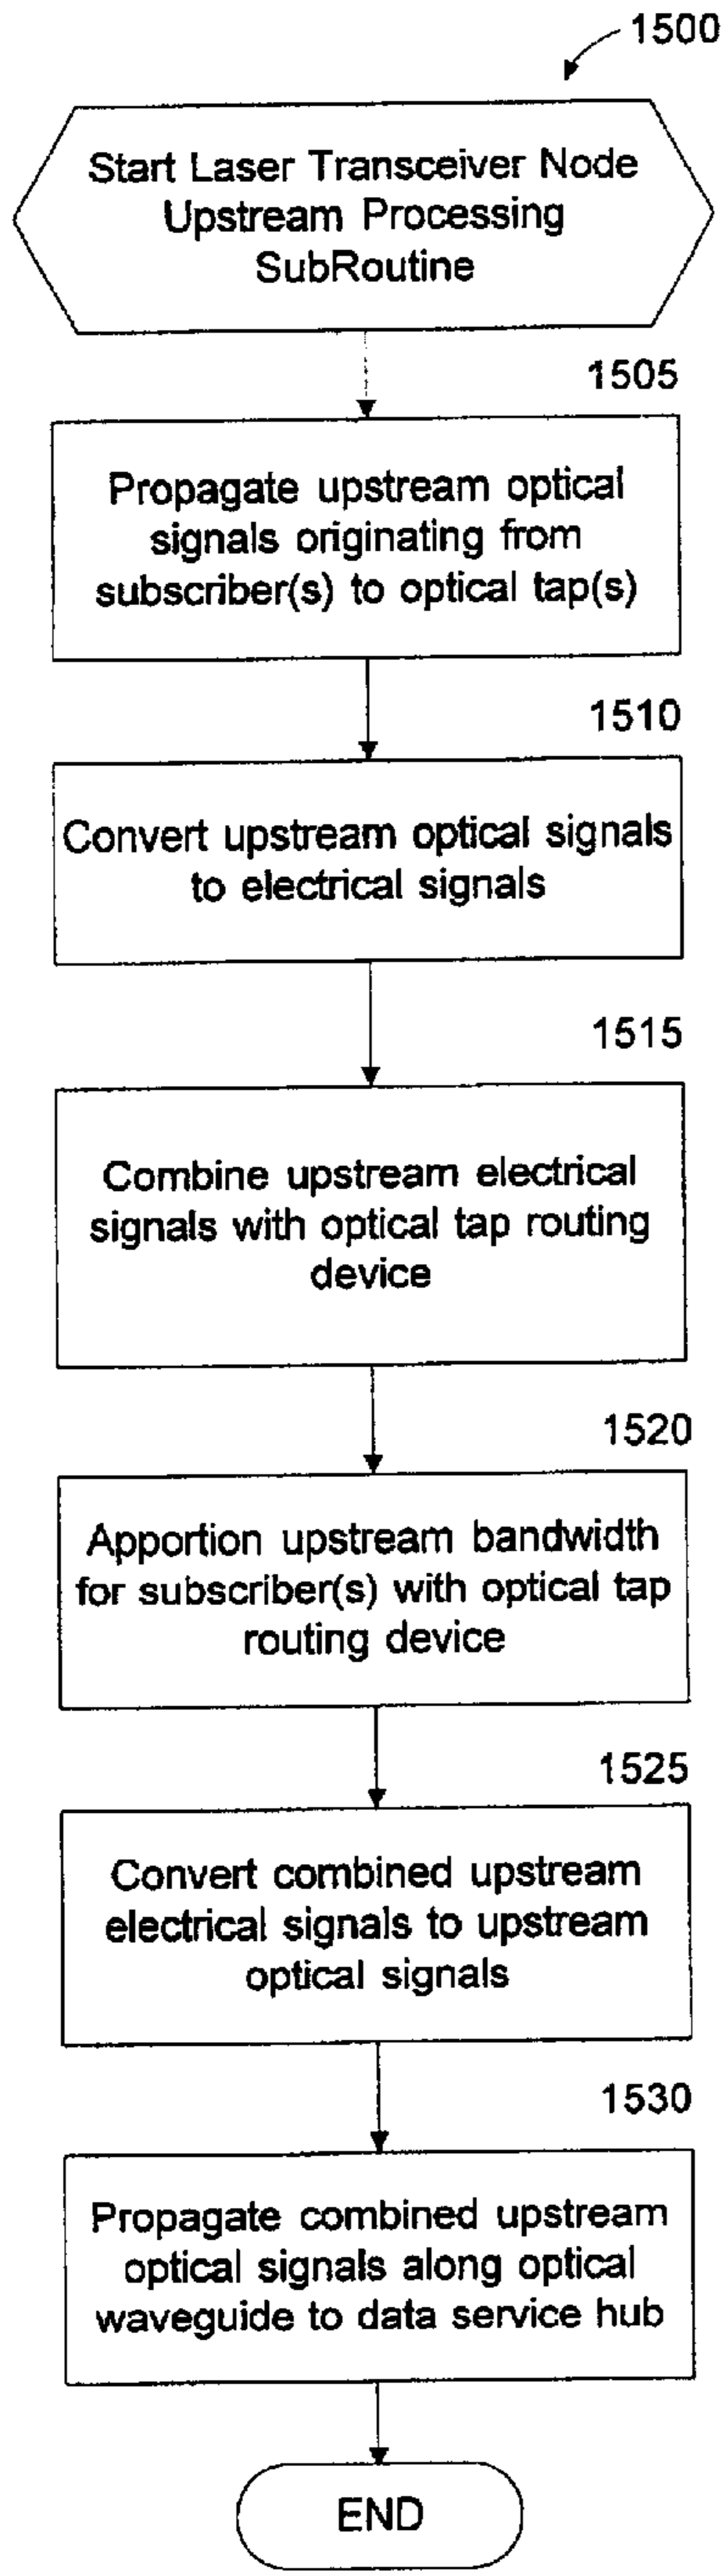 1500
Start Laser Transceiver Node
Upstream Processing
SubRoutine
1505
Propagate upstream optical
signals originating from
subscriber(s) to optical tap(s)
1510
Convert upstream optical signals
to electrical signals
1515
Combine upstream electrical
signals with optical tap routing
device
1520
Apportion upstream bandwidth
for subscriber(s) with optical tap
routing device
1525
Convert combined upstream
electrical signals to upstream
optical signals
1530
Propagate combined upstream
optical signals along optical
waveguide to data service hub
END